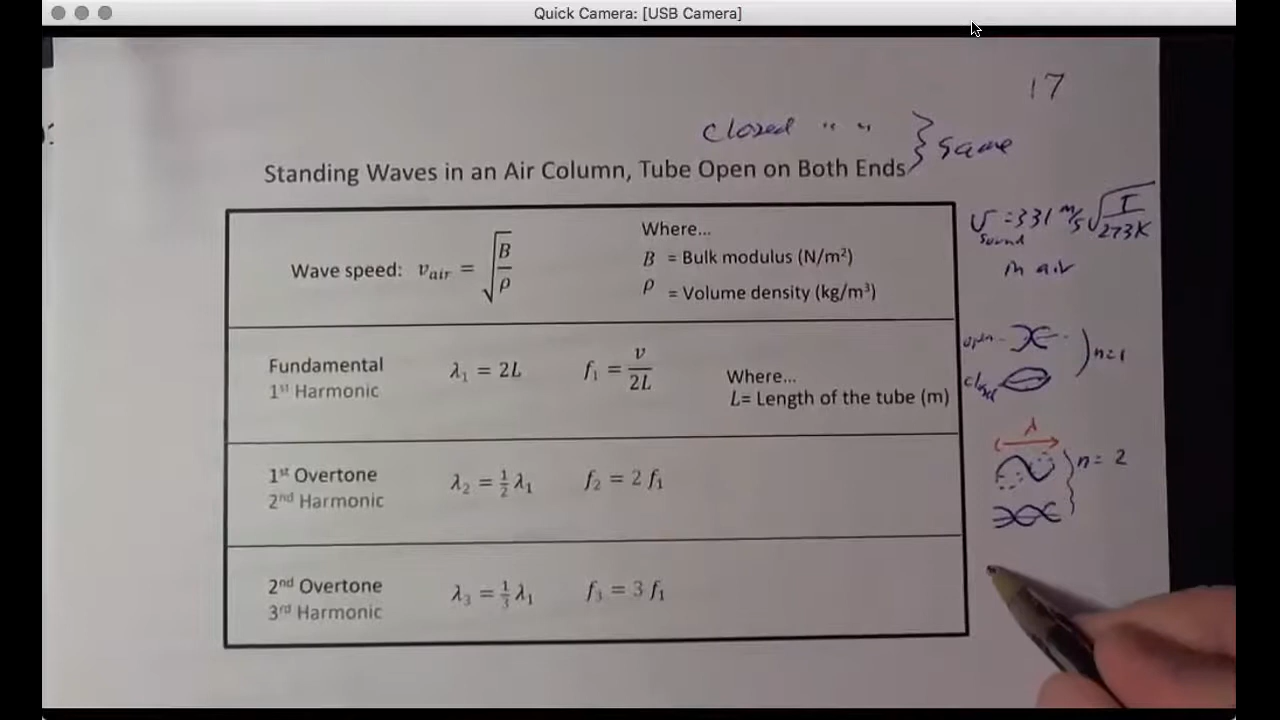 Quick Camera: [USB Camera]
17
closed " "
} same
Standing Waves in an Air Column, Tube Open on Both Ends
Wave speed: v_air = √(B/ρ)
Where...
B = Bulk modulus (N/m²)
ρ = Volume density (kg/m³)
v = 331 m/s √(T/273K)
sound
in air
Fundamental
1st Harmonic
λ₁ = 2L
f₁ = v/2L
Where...
L= Length of the tube (m)
open
closed
n=1
1st Overtone
2nd Harmonic
λ₂ = ½ λ₁
f₂ = 2 f₁
λ
n= 2
2nd Overtone
3rd Harmonic
λ₃ = ⅓ λ₁
f₃ = 3 f₁